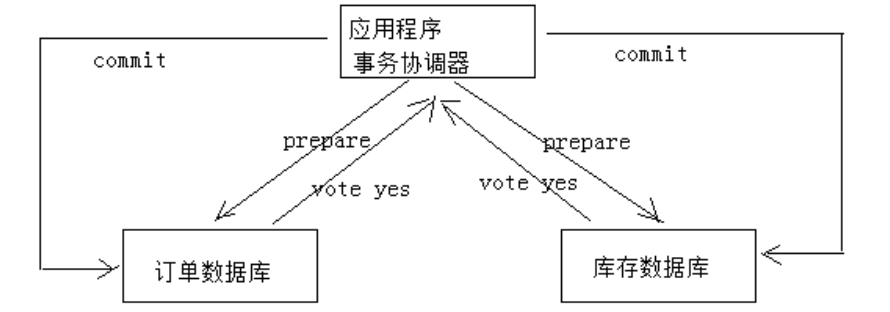 应用程序
事务协调器
commit
commit
prepare
prepare
vote yes
vote yes
订单数据库
库存数据库